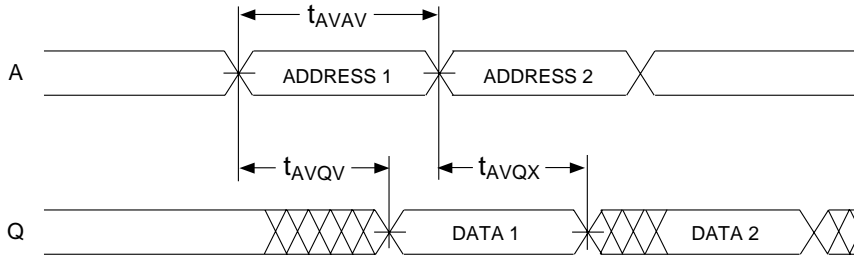 tAVAV
A
ADDRESS 1
ADDRESS 2
tAVQV
tAVQX
Q
DATA 1
DATA 2